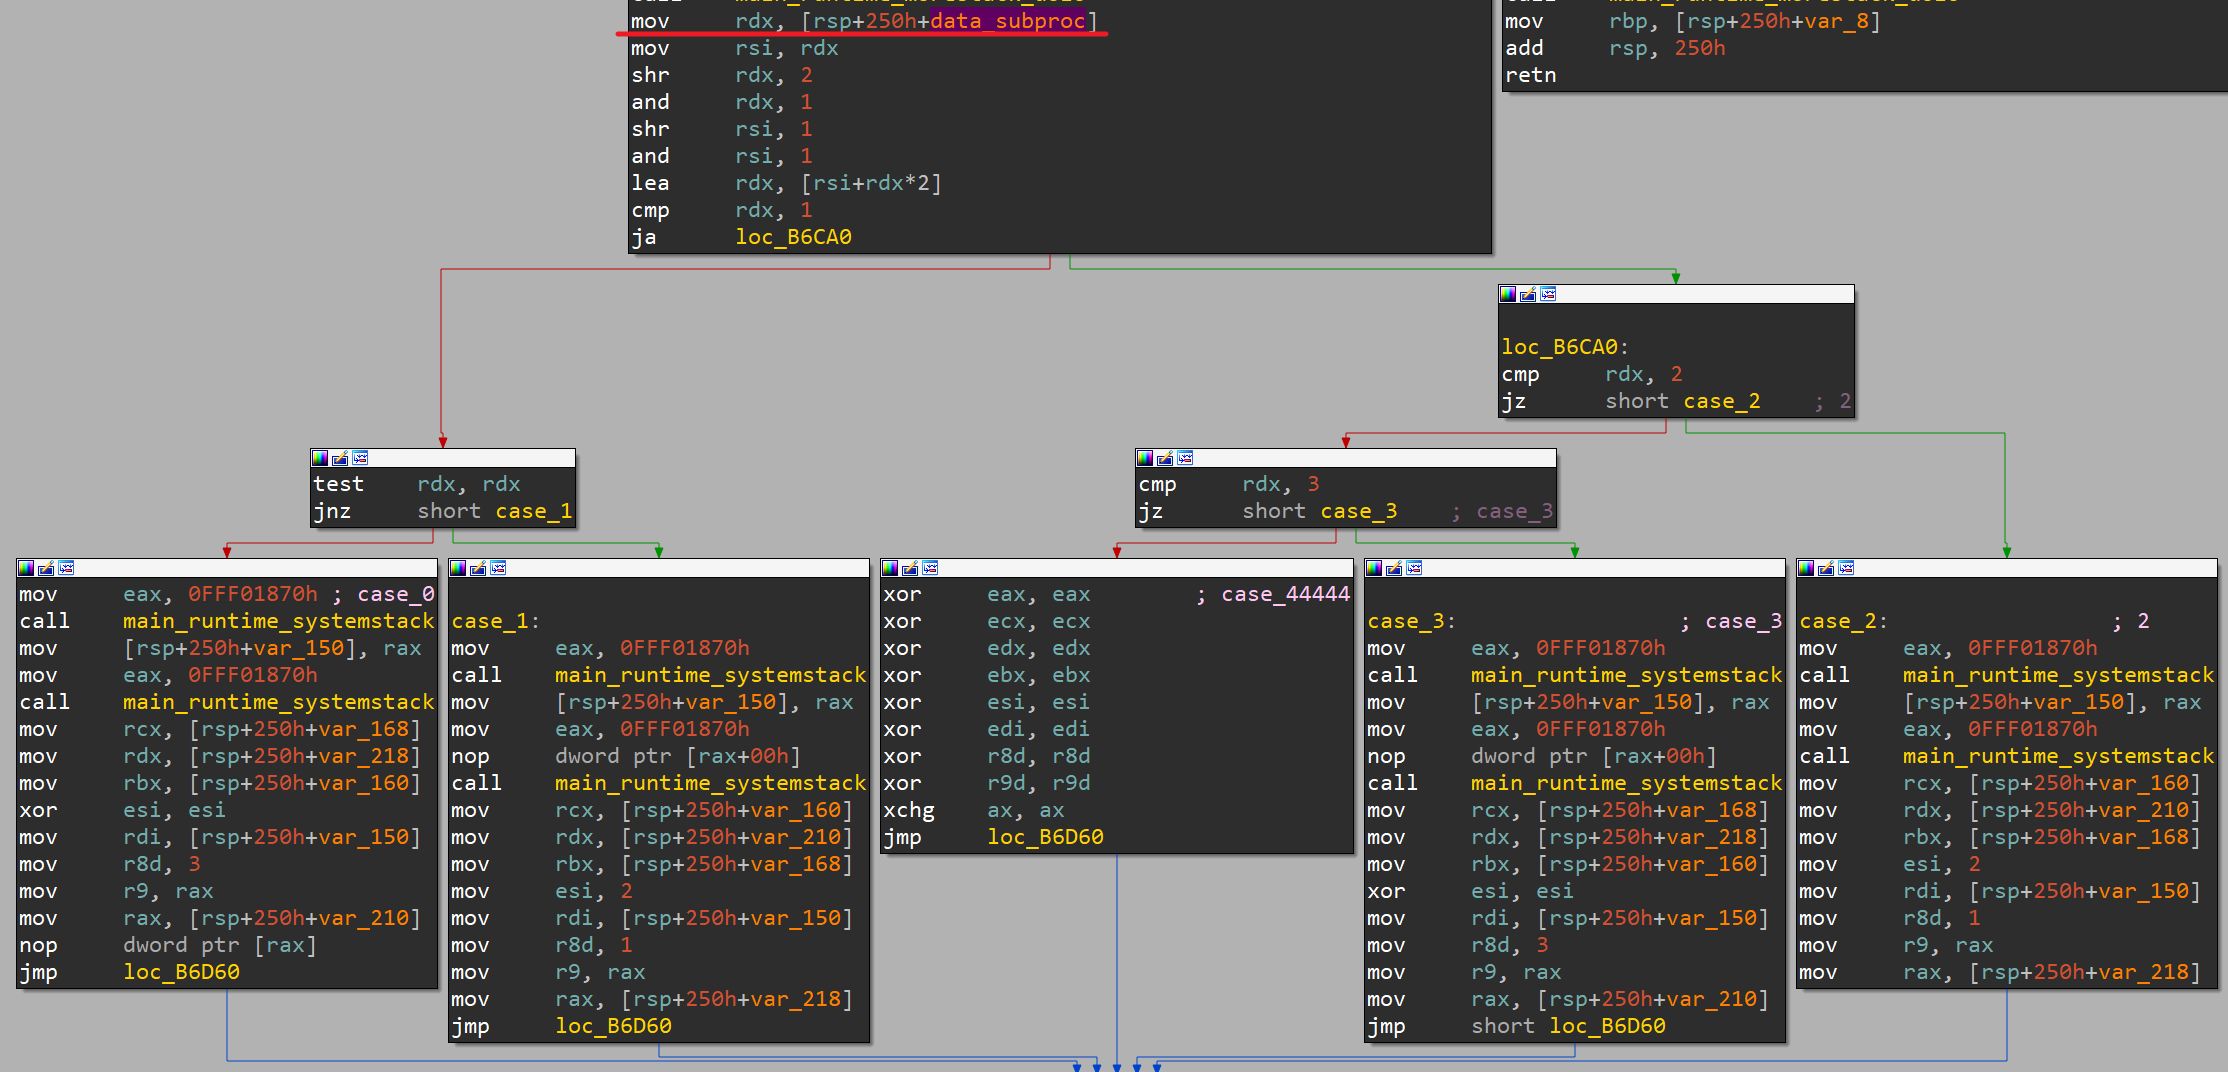 mov rdx, [rsp+250h+data_subproc]
mov rsi, rdx
shr rdx, 2
and rdx, 1
shr rsi, 1
and rsi, 1
lea rdx, [rsi+rdx*2]
cmp rdx, 1
ja loc_B6CA0
mov rbp, [rsp+250h+var_8]
add rsp, 250h
retn
loc_B6CA0:
cmp rdx, 2
jz short case_2 ; 2
test rdx, rdx
jnz short case_1
cmp rdx, 3
jz short case_3 ; case_3
mov eax, 0FFF01870h ; case_0
call main_runtime_systemstack
mov [rsp+250h+var_150], rax
mov eax, 0FFF01870h
call main_runtime_systemstack
mov rcx, [rsp+250h+var_168]
mov rdx, [rsp+250h+var_218]
mov rbx, [rsp+250h+var_160]
xor esi, esi
mov rdi, [rsp+250h+var_150]
mov r8d, 3
mov r9, rax
mov rax, [rsp+250h+var_210]
nop dword ptr [rax]
jmp loc_B6D60
case_1:
mov eax, 0FFF01870h
call main_runtime_systemstack
mov [rsp+250h+var_150], rax
mov eax, 0FFF01870h
nop dword ptr [rax+00h]
call main_runtime_systemstack
mov rcx, [rsp+250h+var_160]
mov rdx, [rsp+250h+var_210]
mov rbx, [rsp+250h+var_168]
mov esi, 2
mov rdi, [rsp+250h+var_150]
mov r8d, 1
mov r9, rax
mov rax, [rsp+250h+var_218]
jmp loc_B6D60
xor eax, eax ; case_44444
xor ecx, ecx
xor edx, edx
xor ebx, ebx
xor esi, esi
xor edi, edi
xor r8d, r8d
xor r9d, r9d
xchg ax, ax
jmp loc_B6D60
case_3: ; case_3
mov eax, 0FFF01870h
call main_runtime_systemstack
mov [rsp+250h+var_150], rax
mov eax, 0FFF01870h
nop dword ptr [rax+00h]
call main_runtime_systemstack
mov rcx, [rsp+250h+var_168]
mov rdx, [rsp+250h+var_218]
mov rbx, [rsp+250h+var_160]
xor esi, esi
mov rdi, [rsp+250h+var_150]
mov r8d, 3
mov r9, rax
mov rax, [rsp+250h+var_210]
jmp short loc_B6D60
case_2: ; 2
mov eax, 0FFF01870h
call main_runtime_systemstack
mov [rsp+250h+var_150], rax
mov eax, 0FFF01870h
call main_runtime_systemstack
mov rcx, [rsp+250h+var_160]
mov rdx, [rsp+250h+var_210]
mov rbx, [rsp+250h+var_168]
mov esi, 2
mov rdi, [rsp+250h+var_150]
mov r8d, 1
mov r9, rax
mov rax, [rsp+250h+var_218]